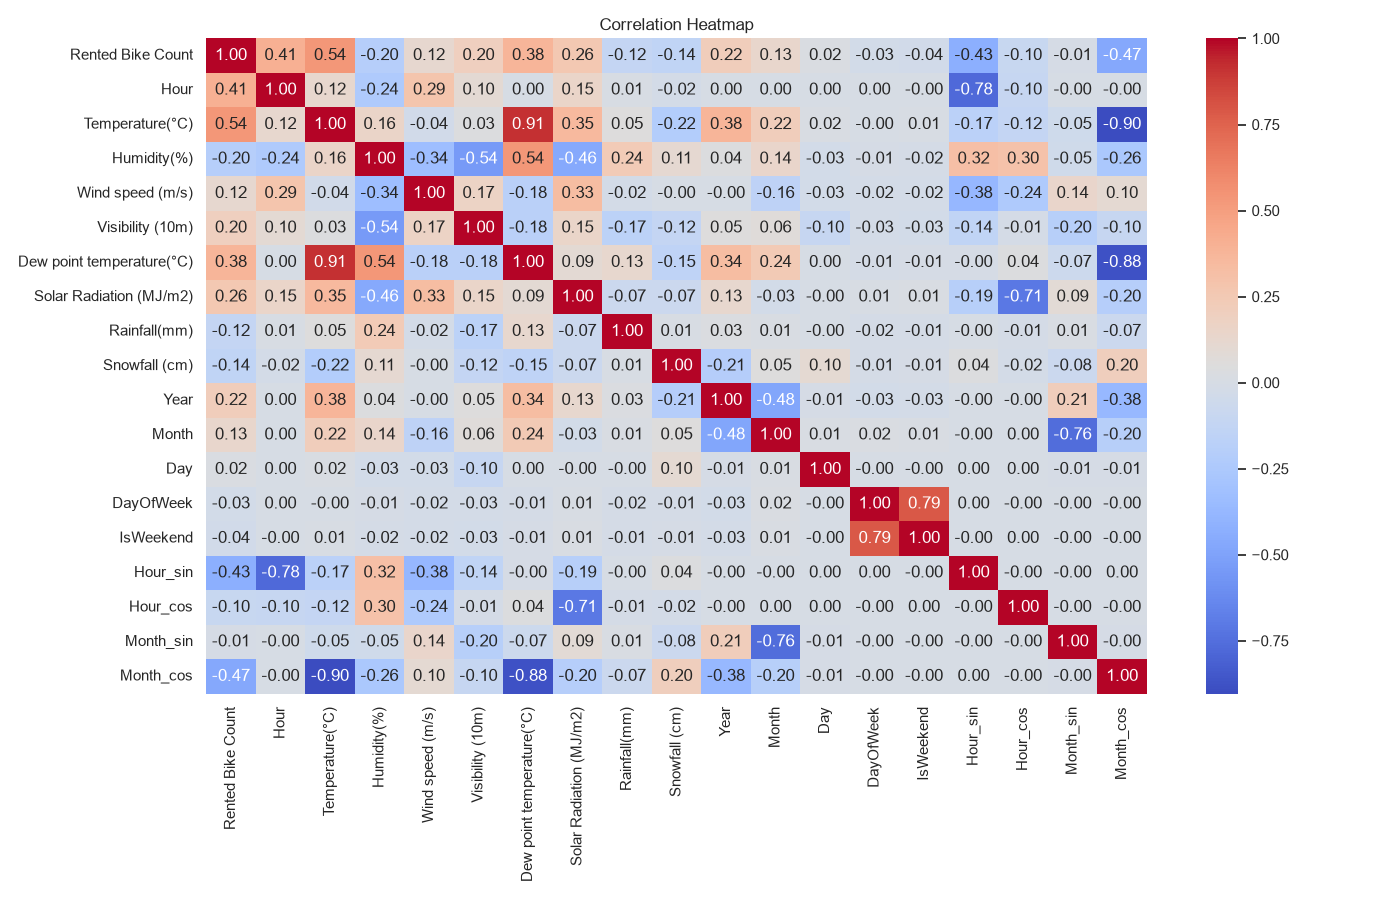 Correlation Heatmap
Rented Bike Count 1.00 0.41 0.54 -0.20 0.12 0.20 0.38 0.26 -0.12 -0.14 0.22 0.13 0.02 -0.03 -0.04 -0.43 -0.10 -0.01 -0.47
Hour 0.41 1.00 0.12 -0.24 0.29 0.10 0.00 0.15 0.01 -0.02 0.00 0.00 0.00 0.00 -0.00 -0.78 -0.10 -0.00 -0.00
Temperature(°C) 0.54 0.12 1.00 0.16 -0.04 0.03 0.91 0.35 0.05 -0.22 0.38 0.22 0.02 -0.00 0.01 -0.17 -0.12 -0.05 -0.90
Humidity(%) -0.20 -0.24 0.16 1.00 -0.34 -0.54 0.54 -0.46 0.24 0.11 0.04 0.14 -0.03 -0.01 -0.02 0.32 0.30 -0.05 -0.26
Wind speed (m/s) 0.12 0.29 -0.04 -0.34 1.00 0.17 -0.18 0.33 -0.02 -0.00 -0.00 -0.16 -0.03 -0.02 -0.02 -0.38 -0.24 0.14 0.10
Visibility (10m) 0.20 0.10 0.03 -0.54 0.17 1.00 -0.18 0.15 -0.17 -0.12 0.05 0.06 -0.10 -0.03 -0.03 -0.14 -0.01 -0.20 -0.10
Dew point temperature(°C) 0.38 0.00 0.91 0.54 -0.18 -0.18 1.00 0.09 0.13 -0.15 0.34 0.24 0.00 -0.01 -0.01 -0.00 0.04 -0.07 -0.88
Solar Radiation (MJ/m2) 0.26 0.15 0.35 -0.46 0.33 0.15 0.09 1.00 -0.07 -0.07 0.13 -0.03 -0.00 0.01 0.01 -0.19 -0.71 0.09 -0.20
Rainfall(mm) -0.12 0.01 0.05 0.24 -0.02 -0.17 0.13 -0.07 1.00 0.01 0.03 0.01 -0.00 -0.02 -0.01 -0.00 -0.01 0.01 -0.07
Snowfall (cm) -0.14 -0.02 -0.22 0.11 -0.00 -0.12 -0.15 -0.07 0.01 1.00 -0.21 0.05 0.10 -0.01 -0.01 0.04 -0.02 -0.08 0.20
Year 0.22 0.00 0.38 0.04 -0.00 0.05 0.34 0.13 0.03 -0.21 1.00 -0.48 -0.01 -0.03 -0.03 -0.00 -0.00 0.21 -0.38
Month 0.13 0.00 0.22 0.14 -0.16 0.06 0.24 -0.03 0.01 0.05 -0.48 1.00 0.01 0.02 0.01 -0.00 0.00 -0.76 -0.20
Day 0.02 0.00 0.02 -0.03 -0.03 -0.10 0.00 -0.00 -0.00 0.10 -0.01 0.01 1.00 -0.00 -0.00 0.00 0.00 -0.01 -0.01
DayOfWeek -0.03 0.00 -0.00 -0.01 -0.02 -0.03 -0.01 0.01 -0.02 -0.01 -0.03 0.02 -0.00 1.00 0.79 0.00 -0.00 -0.00 -0.00
IsWeekend -0.04 -0.00 0.01 -0.02 -0.02 -0.03 -0.01 0.01 -0.01 -0.01 -0.03 0.01 -0.00 0.79 1.00 -0.00 0.00 -0.00 -0.00
Hour_sin -0.43 -0.78 -0.17 0.32 -0.38 -0.14 -0.00 -0.19 -0.00 0.04 -0.00 -0.00 0.00 0.00 -0.00 1.00 -0.00 -0.00 0.00
Hour_cos -0.10 -0.10 -0.12 0.30 -0.24 -0.01 0.04 -0.71 -0.01 -0.02 -0.00 0.00 0.00 -0.00 0.00 -0.00 1.00 -0.00 -0.00
Month_sin -0.01 -0.00 -0.05 -0.05 0.14 -0.20 -0.07 0.09 0.01 -0.08 0.21 -0.76 -0.01 -0.00 -0.00 -0.00 -0.00 1.00 -0.00
Month_cos -0.47 -0.00 -0.90 -0.26 0.10 -0.10 -0.88 -0.20 -0.07 0.20 -0.38 -0.20 -0.01 -0.00 -0.00 0.00 -0.00 -0.00 1.00
Rented Bike Count
Hour
Temperature(°C)
Humidity(%)
Wind speed (m/s)
Visibility (10m)
Dew point temperature(°C)
Solar Radiation (MJ/m2)
Rainfall(mm)
Snowfall (cm)
Year
Month
Day
DayOfWeek
IsWeekend
Hour_sin
Hour_cos
Month_sin
Month_cos
1.00
0.75
0.50
0.25
0.00
−0.25
−0.50
−0.75